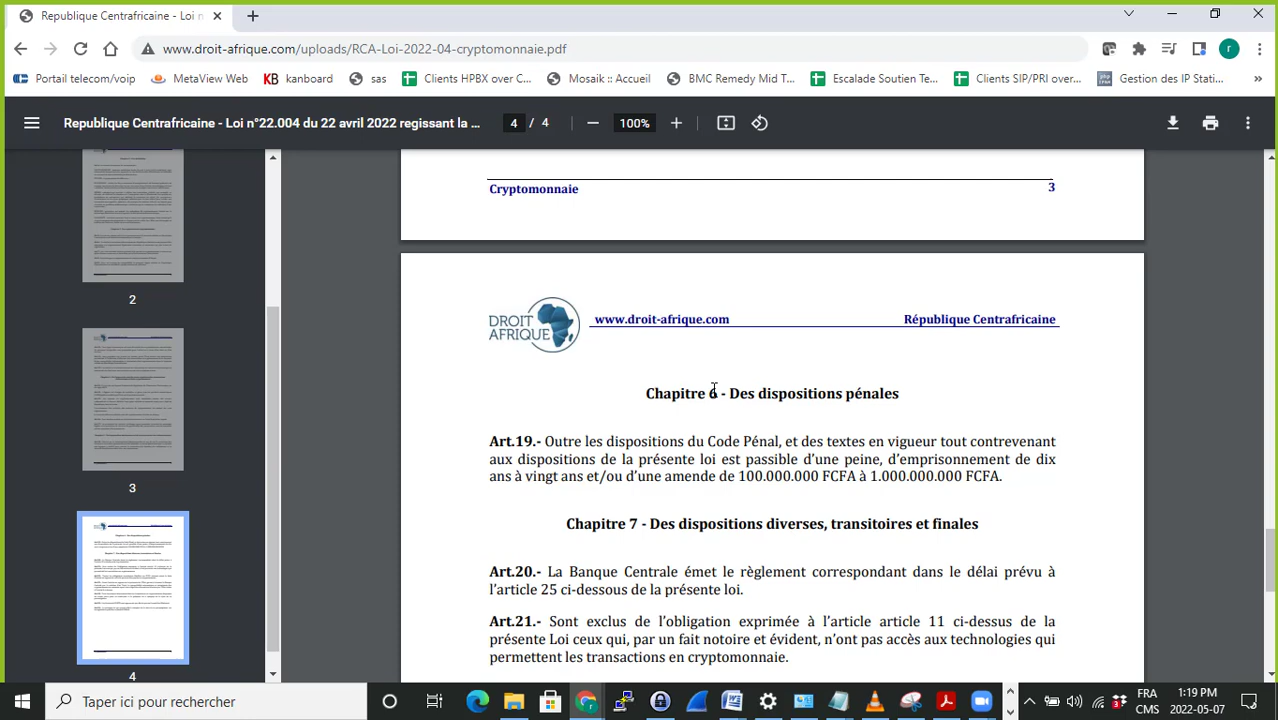 Republique Centrafricaine - Loi n
www.droit-afrique.com/uploads/RCA-Loi-2022-04-cryptomonnaie.pdf
r
Portail telecom/voip
MetaView Web
KB kanboard
sas
Clients HPBX over C...
Mosaik :: Accueil
BMC Remedy Mid T...
Escalade Soutien Te...
Clients SIP/PRI over...
Gestion des IP Stati...
»
Republique Centrafricaine - Loi n°22.004 du 22 avril 2022 regissant la ...
4 / 4
100%
2
3
4
Cryptomonnaie 3
DROIT
AFRIQUE
www.droit-afrique.com République Centrafricaine
Chapitre 6 - Des dispositions pénales
Art.19.- Outre les dispositions du Code Pénal, et des textes en vigueur tout contrevenant
aux dispositions de la présente loi est passible d’une peine, d’emprisonnement de dix
ans à vingt ans et/ou d’une amende de 100.000.000 FCFA à 1.000.000.000 FCFA.
Chapitre 7 - Des dispositions diverses, transitoires et finales
Art.20.- La Banque Centrale émet le règlement correspondant dans le délai prévu à
l’article 25 ci-dessous de la présente loi.
Art.21.- Sont exclus de l’obligation exprimée à l’article article 11 ci-dessus de la
présente Loi ceux qui, par un fait notoire et évident, n’ont pas accès aux technologies qui
permettent les transactions en cryptomonnaie.
Taper ici pour rechercher
3
FRA
CMS
1:19 PM
2022-05-07